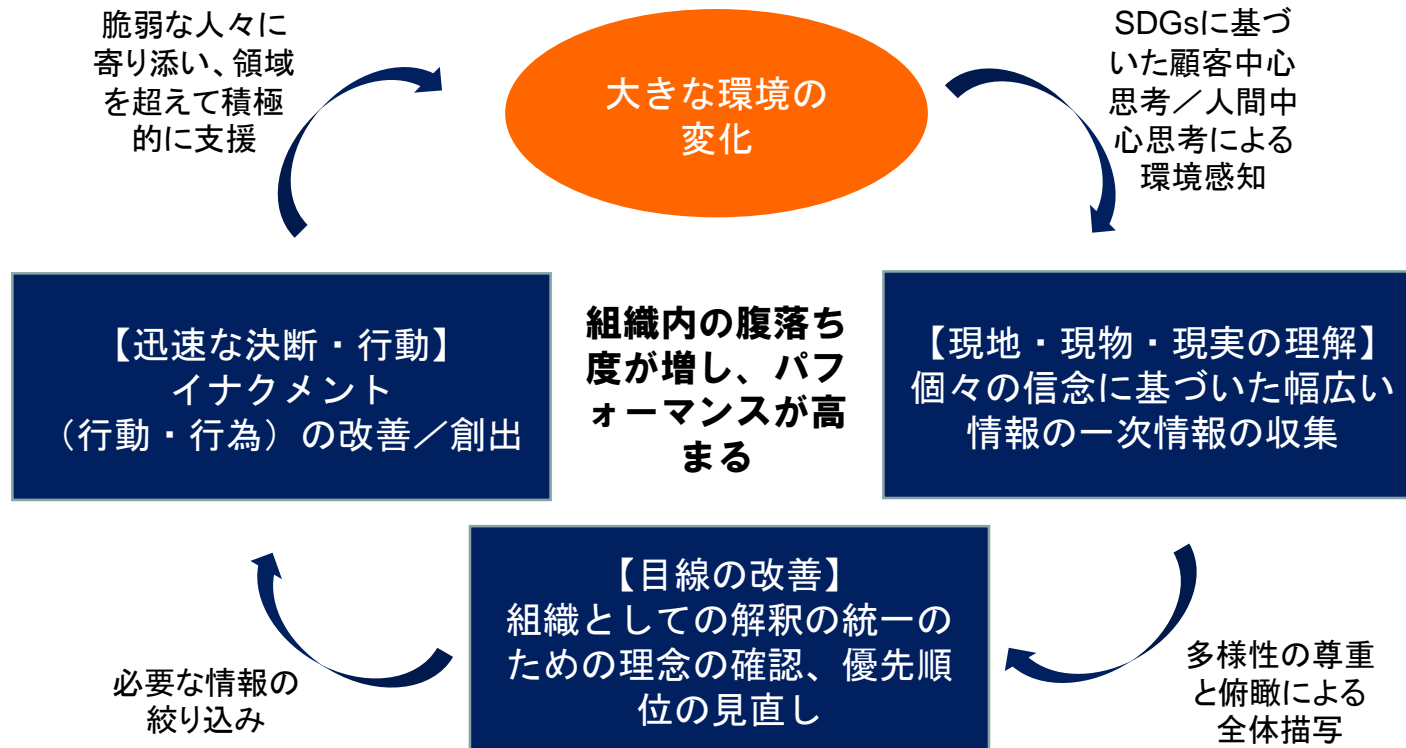 脆弱な人々に
寄り添い、領域
を超えて積極
的に支援
大きな環境の
変化
SDGsに基づ
いた顧客中心
思考／人間中
心思考による
環境感知
【迅速な決断・行動】
イナクメント
（行動・行為）の改善／創出
組織内の腹落ち
度が増し、パフ
ォーマンスが高
まる
【現地・現物・現実の理解】
個々の信念に基づいた幅広い
情報の一次情報の収集
【目線の改善】
組織としての解釈の統一の
ための理念の確認、優先順
位の見直し
必要な情報の
絞り込み
多様性の尊重
と俯瞰による
全体描写